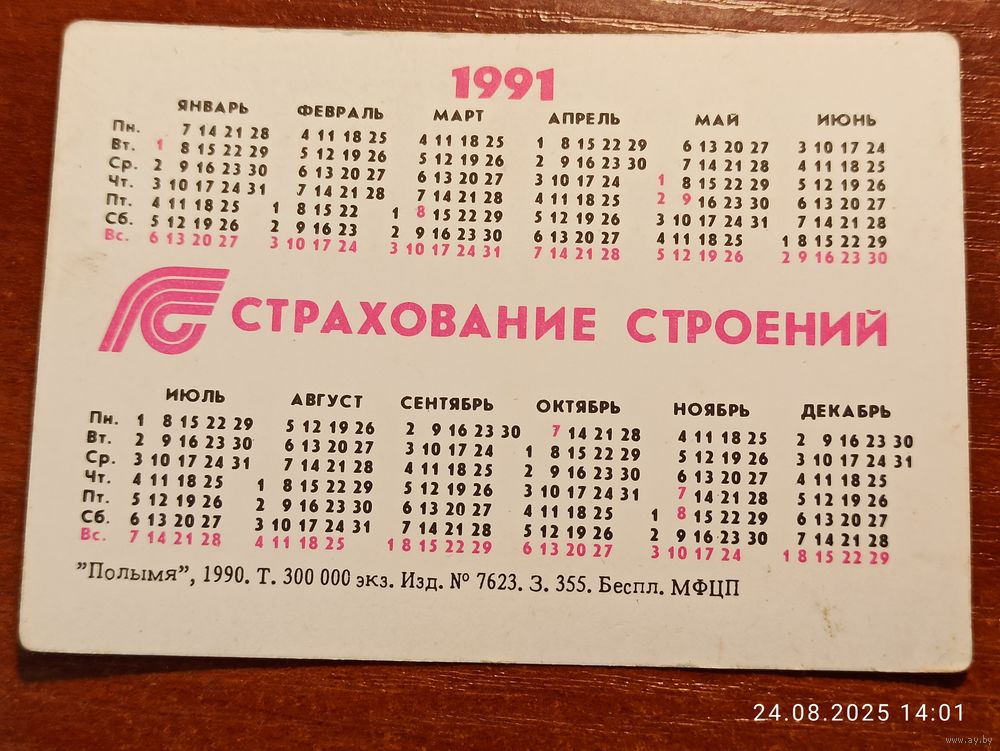 1991
ЯНВАРЬ ФЕВРАЛЬ МАРТ АПРЕЛЬ МАЙ ИЮНЬ
Пн. 7 14 21 28 4 11 18 25 4 11 18 25 1 8 15 22 29 6 13 20 27 3 10 17 24
Вт. 1 8 15 22 29 5 12 19 26 5 12 19 26 2 9 16 23 30 7 14 21 28 4 11 18 25
Ср. 2 9 16 23 30 6 13 20 27 6 13 20 27 3 10 17 24 1 8 15 22 29 5 12 19 26
Чт. 3 10 17 24 31 7 14 21 28 7 14 21 28 4 11 18 25 2 9 16 23 30 6 13 20 27
Пт. 4 11 18 25 1 8 15 22 1 8 15 22 29 5 12 19 26 3 10 17 24 31 7 14 21 28
Сб. 5 12 19 26 2 9 16 23 2 9 16 23 30 6 13 20 27 4 11 18 25 1 8 15 22 29
Вс. 6 13 20 27 3 10 17 24 3 10 17 24 31 7 14 21 28 5 12 19 26 2 9 16 23 30
СТРАХОВАНИЕ СТРОЕНИЙ
ИЮЛЬ АВГУСТ СЕНТЯБРЬ ОКТЯБРЬ НОЯБРЬ ДЕКАБРЬ
Пн. 1 8 15 22 29 5 12 19 26 2 9 16 23 30 7 14 21 28 4 11 18 25 2 9 16 23 30
Вт. 2 9 16 23 30 6 13 20 27 3 10 17 24 1 8 15 22 29 5 12 19 26 3 10 17 24 31
Ср. 3 10 17 24 31 7 14 21 28 4 11 18 25 2 9 16 23 30 6 13 20 27 4 11 18 25
Чт. 4 11 18 25 1 8 15 22 29 5 12 19 26 3 10 17 24 31 7 14 21 28 5 12 19 26
Пт. 5 12 19 26 2 9 16 23 30 6 13 20 27 4 11 18 25 1 8 15 22 29 6 13 20 27
Сб. 6 13 20 27 3 10 17 24 31 7 14 21 28 5 12 19 26 2 9 16 23 30 7 14 21 28
Вс. 7 14 21 28 4 11 18 25 1 8 15 22 29 6 13 20 27 3 10 17 24 1 8 15 22 29
"Полымя", 1990. Т. 300 000 экз. Изд. № 7623. З. 355. Беспл. МФЦП
24.08.2025 14:01
www.ay.by